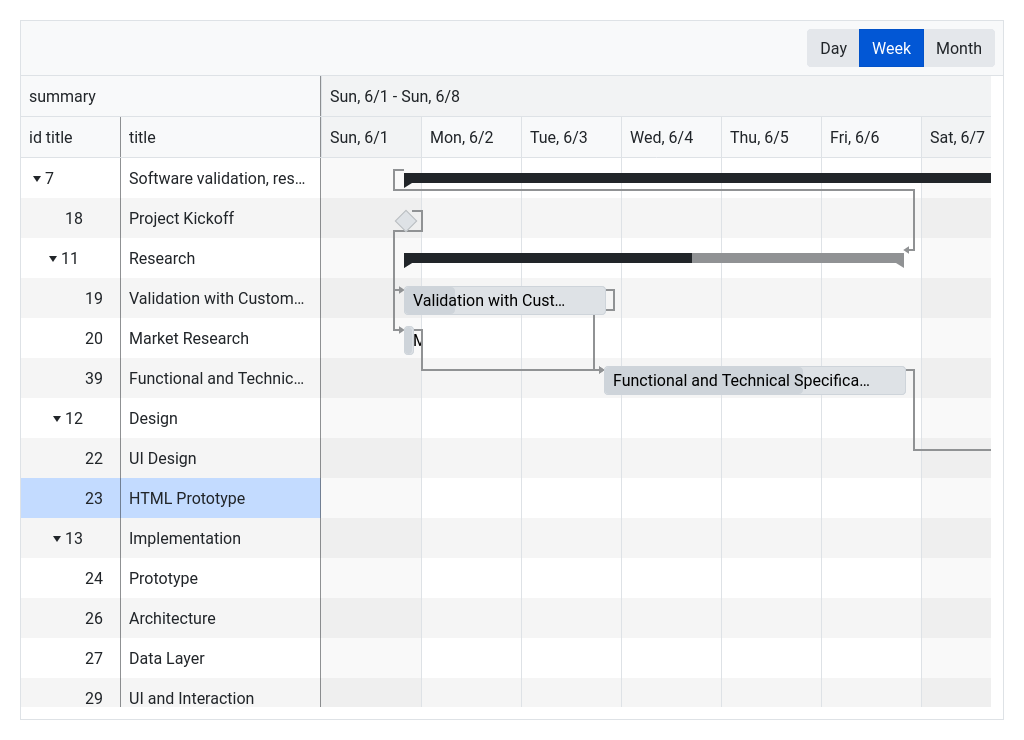 Day Week Month
summary Sun, 6/1 - Sun, 6/8
id title title Sun, 6/1 Mon, 6/2 Tue, 6/3 Wed, 6/4 Thu, 6/5 Fri, 6/6 Sat, 6/7
7 Software validation, res…
18 Project Kickoff
11 Research
19 Validation with Custom… Validation with Cust…
20 Market Research M
39 Functional and Technic… Functional and Technical Specifica…
12 Design
22 UI Design
23 HTML Prototype
13 Implementation
24 Prototype
26 Architecture
27 Data Layer
29 UI and Interaction